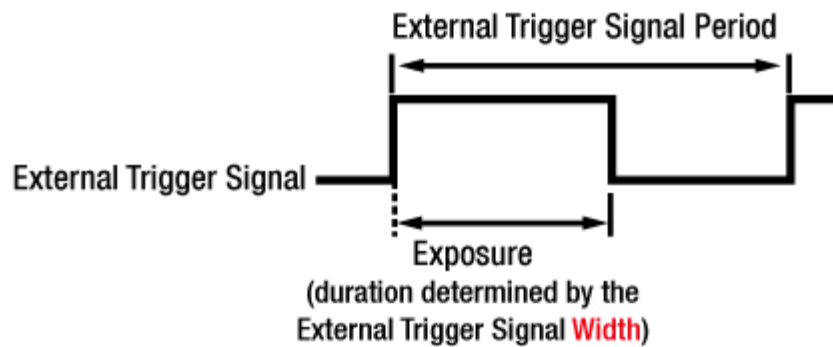 External Trigger Signal Period
External Trigger Signal
Exposure
(duration determined by the
External Trigger Signal Width)